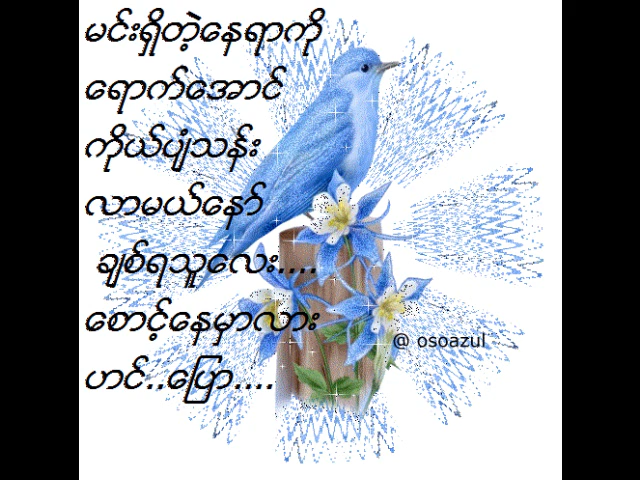 မင်းရှိတဲ့နေရာကို
ရောက်အောင်
ကိုယ်ပျံသန်း
လာမယ်နော်
ချစ်ရသူလေး....
စောင့်နေမှာလား
ဟင်..ပြော....
@ osoazul